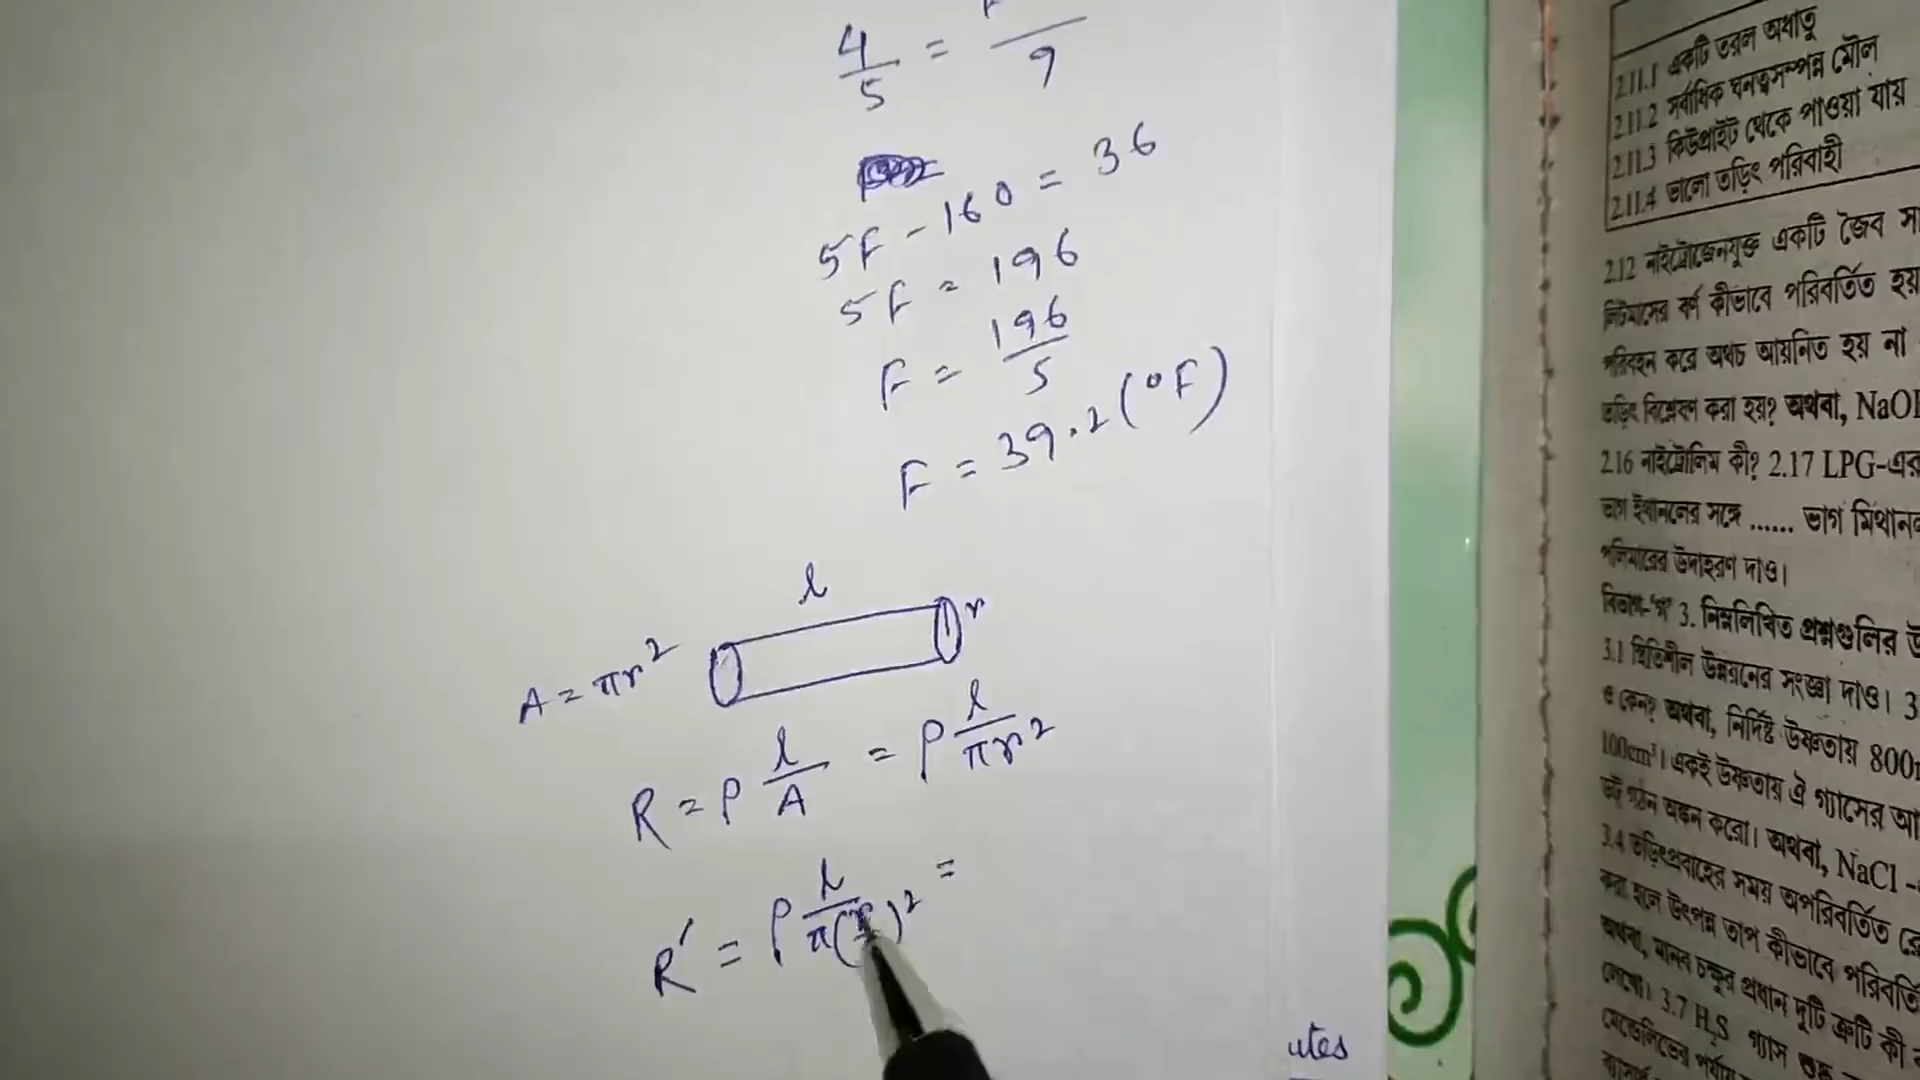 4/5 = /9
5F - 160 = 36
5F = 196
F = 196/5
F = 39.2 (°F)
l
r
A = πr²
R = ρ l/A = ρ l/πr²
R′ = ρ l/π(r/)² =
utes
2.11.1 একটি তরল অধাতু
2.11.2 সর্বাধিক ঘনত্বসম্পন্ন মৌল
2.11.3 কিউপ্রাইট থেকে পাওয়া যায়
2.11.4 ভালো তড়িৎ পরিবাহী
2.12 নাইট্রোজেনযুক্ত একটি জৈব
লিটমাসের বর্ণ কীভাবে পরিবর্তিত হয়
পরিবহন করে অথচ আয়নিত হয় না
তড়িৎ বিশ্লেষণ করা হয়? অথবা, NaOH
2.16 নাইট্রোলিম কী? 2.17 LPG-এর
ভাগ ইথানলের সঙ্গে ...... ভাগ মিথানল
পলিমারের উদাহরণ দাও।
বিভাগ-'গ' 3. নিম্নলিখিত প্রশ্নগুলির উ
3.1 স্থিতিশীল উন্নয়নের সংজ্ঞা দাও। 3
ও কেন? অথবা, নির্দিষ্ট উষ্ণতায় 800
100cm³। একই উষ্ণতায় ঐ গ্যাসের আ
গঠন অঙ্কন করো। অথবা, NaCl
3.4 তড়িৎপ্রবাহের সময় অপরিবর্তিত রে
করা হলে উৎপন্ন তাপ কীভাবে পরিবর্তি
অথবা, মানব চক্ষুর প্রধান দুটি ত্রুটি কী
লেখো। 3.7 H₂S গ্যাস শুষ্ক
মেন্ডেলিভের পর্যায়